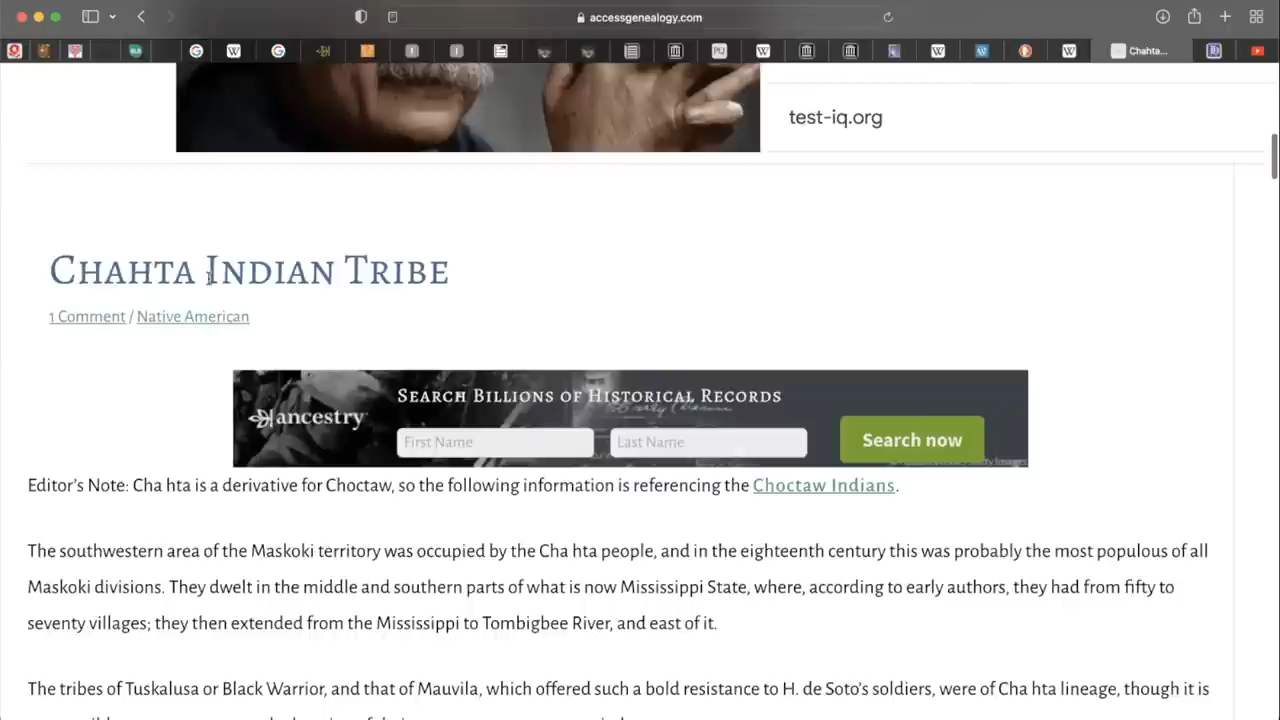 accessgenealogy.com
Chahta...
test-iq.org
Chahta Indian Tribe
1 Comment / Native American
Search Billions of Historical Records
ancestry
First Name
Last Name
Search now
Editor's Note: Cha hta is a derivative for Choctaw, so the following information is referencing the Choctaw Indians.
The southwestern area of the Maskoki territory was occupied by the Cha hta people, and in the eighteenth century this was probably the most populous of all
Maskoki divisions. They dwelt in the middle and southern parts of what is now Mississippi State, where, according to early authors, they had from fifty to
seventy villages; they then extended from the Mississippi to Tombigbee River, and east of it.
The tribes of Tuskalusa or Black Warrior, and that of Mauvila, which offered such a bold resistance to H. de Soto's soldiers, were of Cha hta lineage, though it is